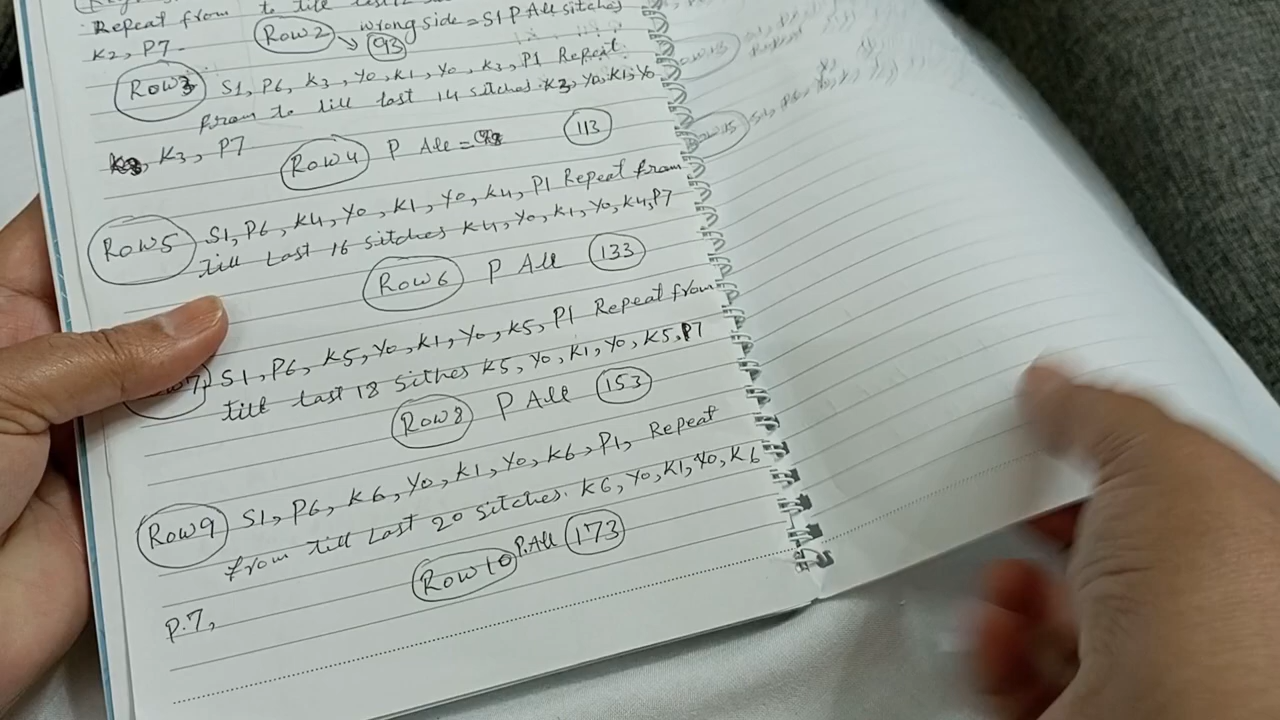 Repeat from to till last
K2, P7 Row2 wrong side = S1 P All sitches
93
Row3 S1, P6, K3, Yo, K1, Yo, K3, P1 Repeat
from to till last 14 sitches. K3, Yo, K1, Yo
K3, P7 Row4 P All = 113
Row5 S1, P6, K4, Yo, K1, Yo, K4, P1 Repeat from
till Last 16 sitches K4, Yo, K1, Yo, K4, P7
Row6 P All 133
S1, P6, K5, Yo, K1, Yo, K5, P1 Repeat from
till Last 18 Sithes K5, Yo, K1, Yo, K5, P7
Row8 P All 153
Row9 S1, P6, K6, Yo, K1, Yo, K6, P1, Repeat
from till Last 20 sitches. K6, Yo, K1, Yo, K6
Row10 P.All 173
P.7,